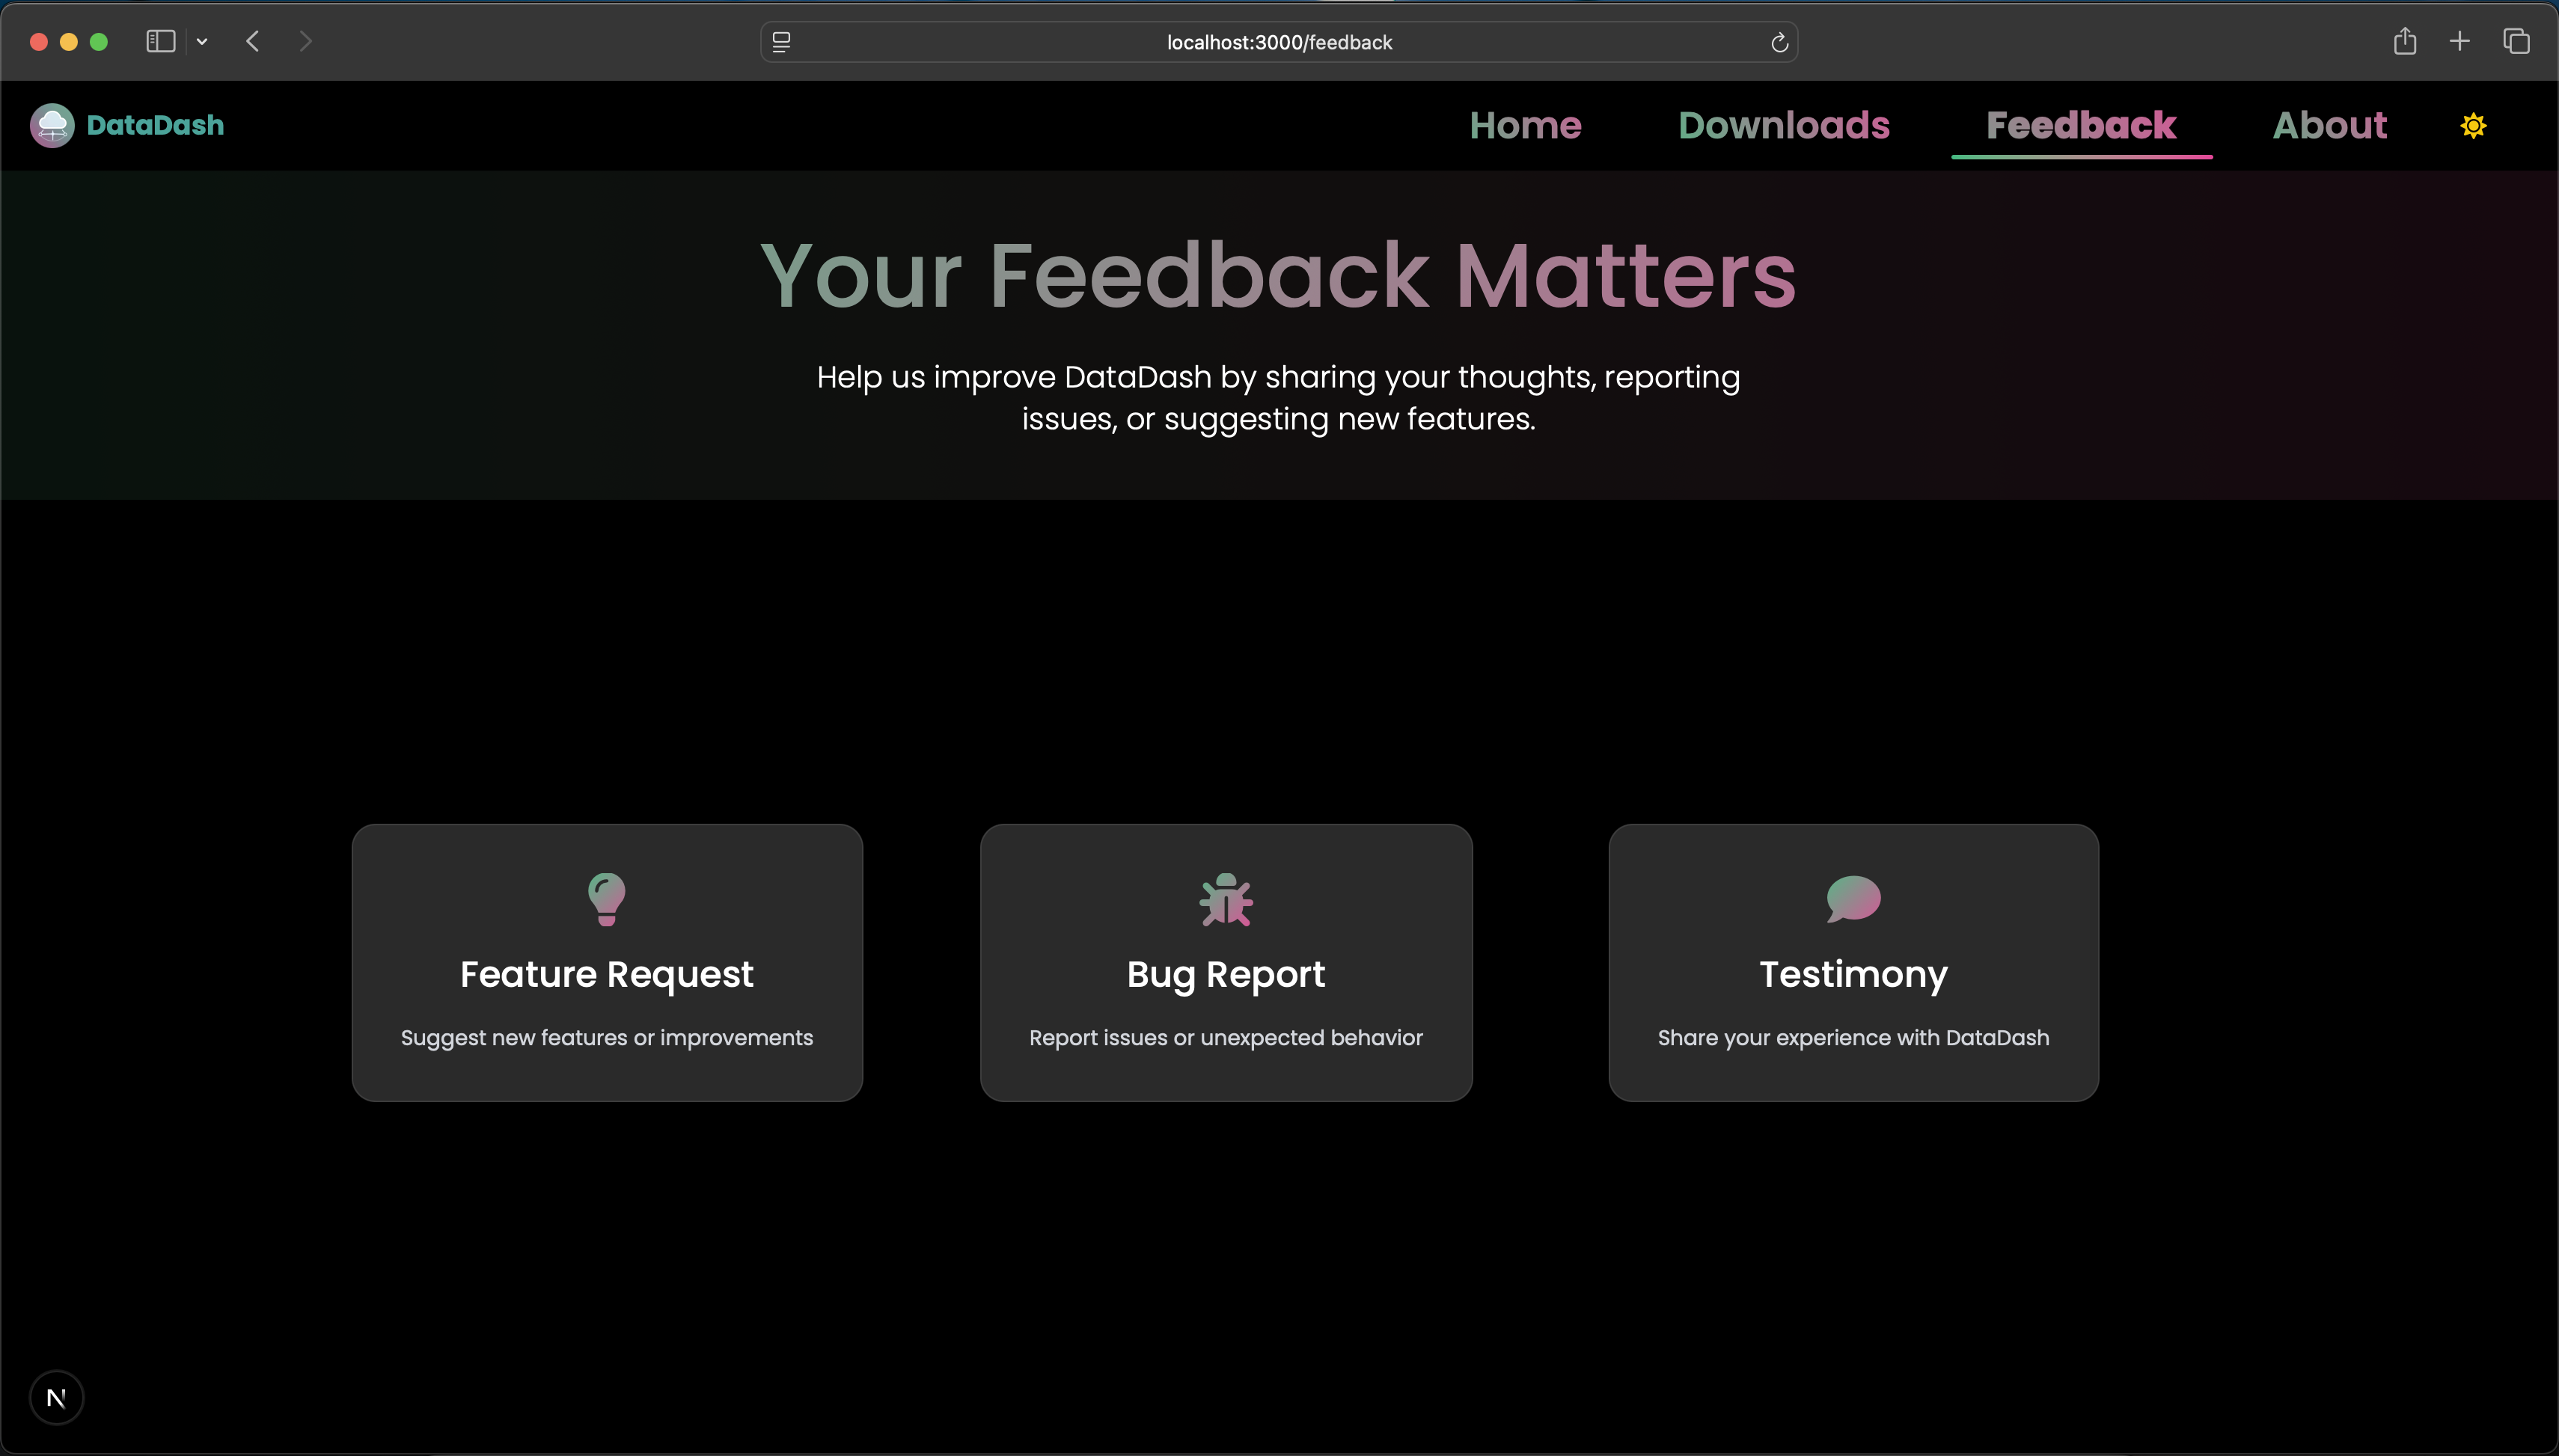 localhost:3000/feedback
DataDash
Home
Downloads
Feedback
About
Your Feedback Matters
Help us improve DataDash by sharing your thoughts, reporting
issues, or suggesting new features.
Feature Request
Suggest new features or improvements
Bug Report
Report issues or unexpected behavior
Testimony
Share your experience with DataDash
N